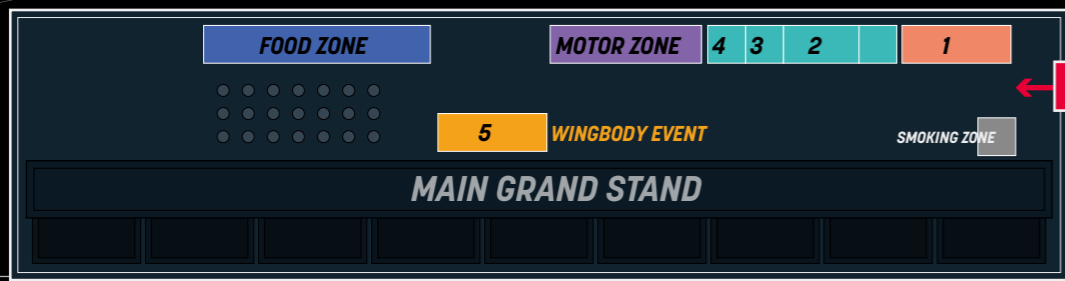 FOOD ZONE
MOTOR ZONE
4
3
2
1
5
WINGBODY EVENT
SMOKING ZONE
MAIN GRAND STAND